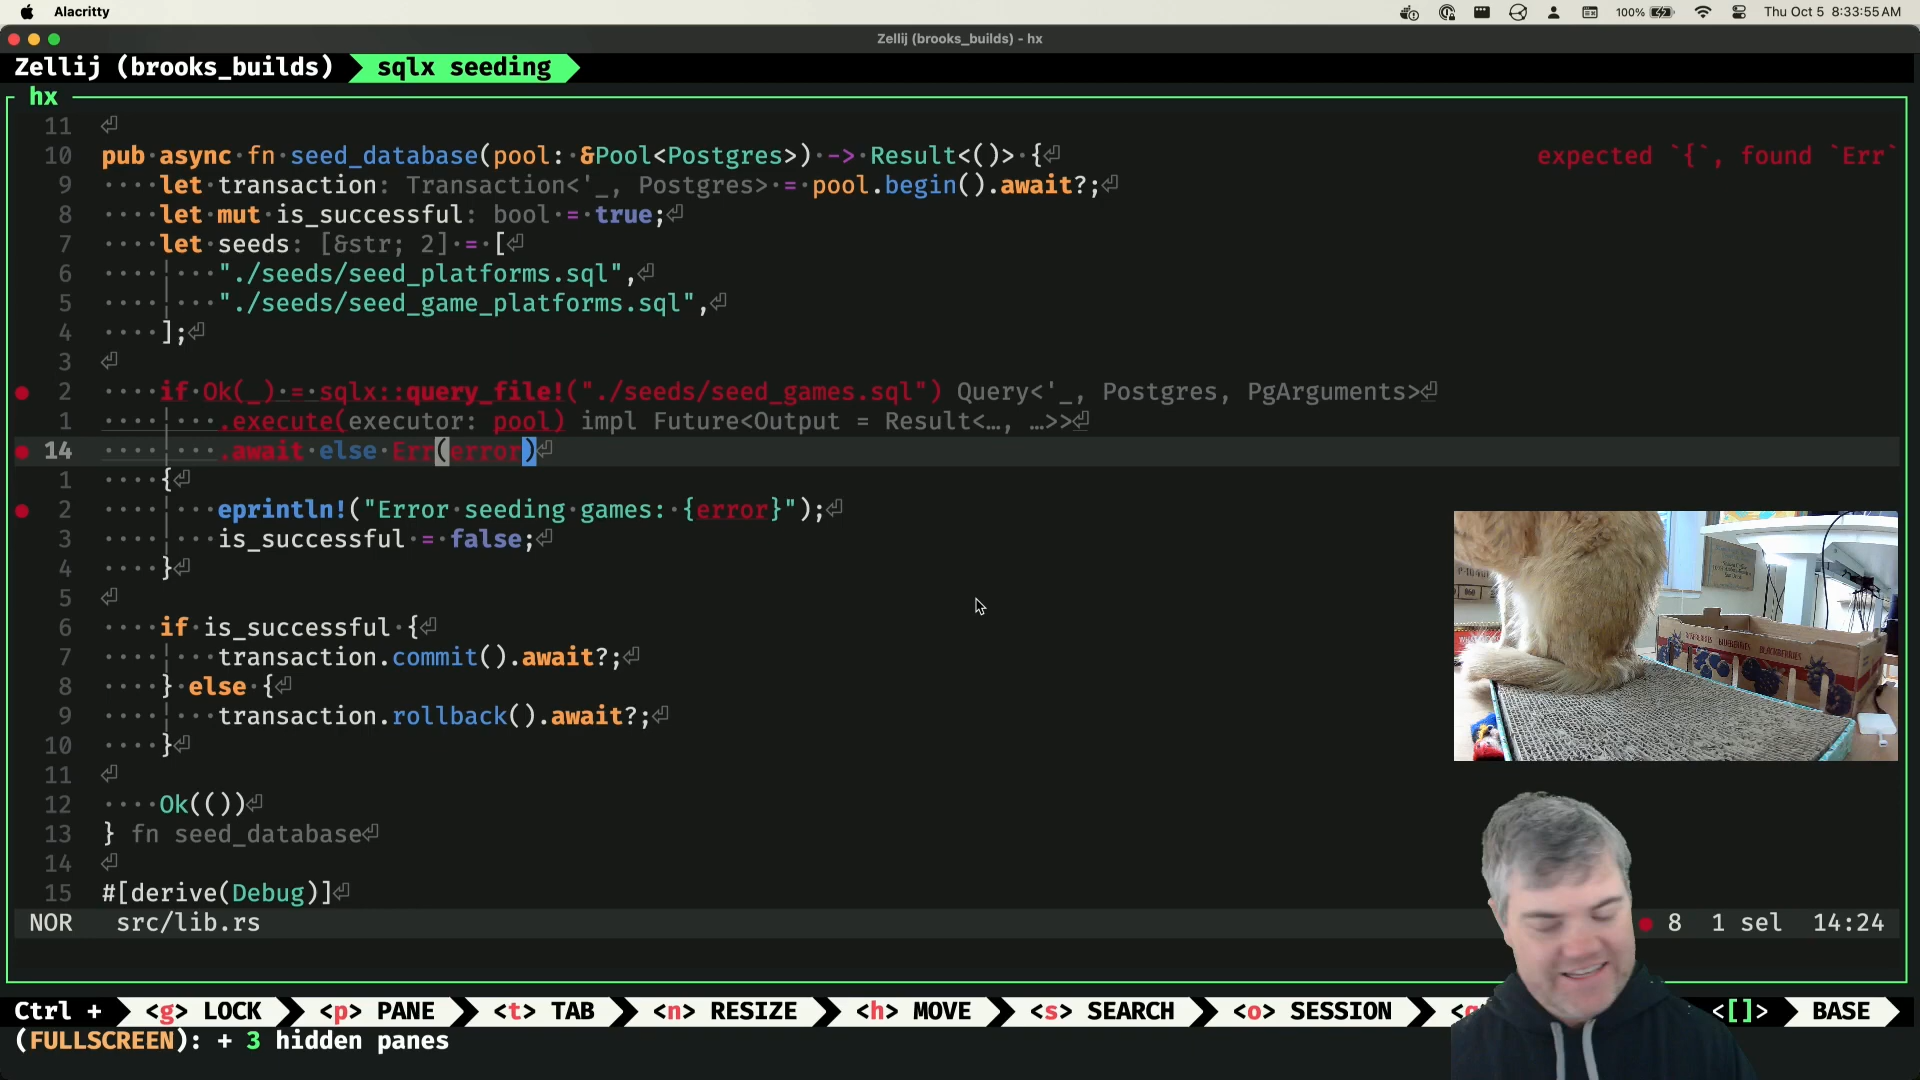 Alacritty
100% Thu Oct 5 8:33:55 AM
Zellij (brooks_builds) - hx
Zellij (brooks_builds) sqlx seeding
hx
11
10 pub async fn seed_database(pool: &Pool<Postgres>) -> Result<()> { expected `{`, found `Err`
9 let transaction: Transaction<'_, Postgres> = pool.begin().await?;
8 let mut is_successful: bool = true;
7 let seeds: [&str; 2] = [
6 "./seeds/seed_platforms.sql",
5 "./seeds/seed_game_platforms.sql",
4 ];
3
2 if Ok(_) = sqlx::query_file!("./seeds/seed_games.sql") Query<'_, Postgres, PgArguments>
1 .execute(executor: pool) impl Future<Output = Result<…, …>>
14 .await else Err(error)
1 {
2 eprintln!("Error seeding games: {error}");
3 is_successful = false;
4 }
5
6 if is_successful {
7 transaction.commit().await?;
8 } else {
9 transaction.rollback().await?;
10 }
11
12 Ok(())
13 } fn seed_database
14
15 #[derive(Debug)]
NOR src/lib.rs 8 1 sel 14:24
Ctrl + <g> LOCK <p> PANE <t> TAB <n> RESIZE <h> MOVE <s> SEARCH <o> SESSION <[]> BASE
(FULLSCREEN): + 3 hidden panes
BLUEBERRIES BLACKBERRIES